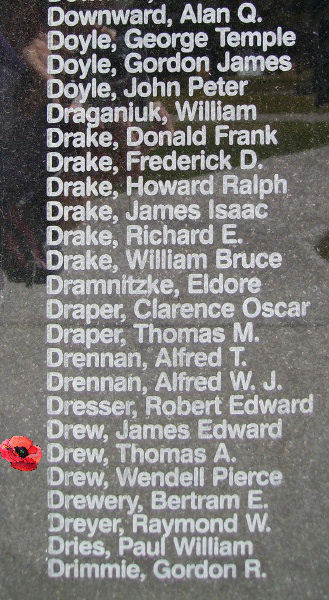 Downward, Alan Q.
Doyle, George Temple
Doyle, Gordon James
Doyle, John Peter
Draganiuk, William
Drake, Donald Frank
Drake, Frederick D.
Drake, Howard Ralph
Drake, James Isaac
Drake, Richard E.
Drake, William Bruce
Dramnitzke, Eldore
Draper, Clarence Oscar
Draper, Thomas M.
Drennan, Alfred T.
Drennan, Alfred W. J.
Dresser, Robert Edward
Drew, James Edward
Drew, Thomas A.
Drew, Wendell Pierce
Drewery, Bertram E.
Dreyer, Raymond W.
Dries, Paul William
Drimmie, Gordon R.